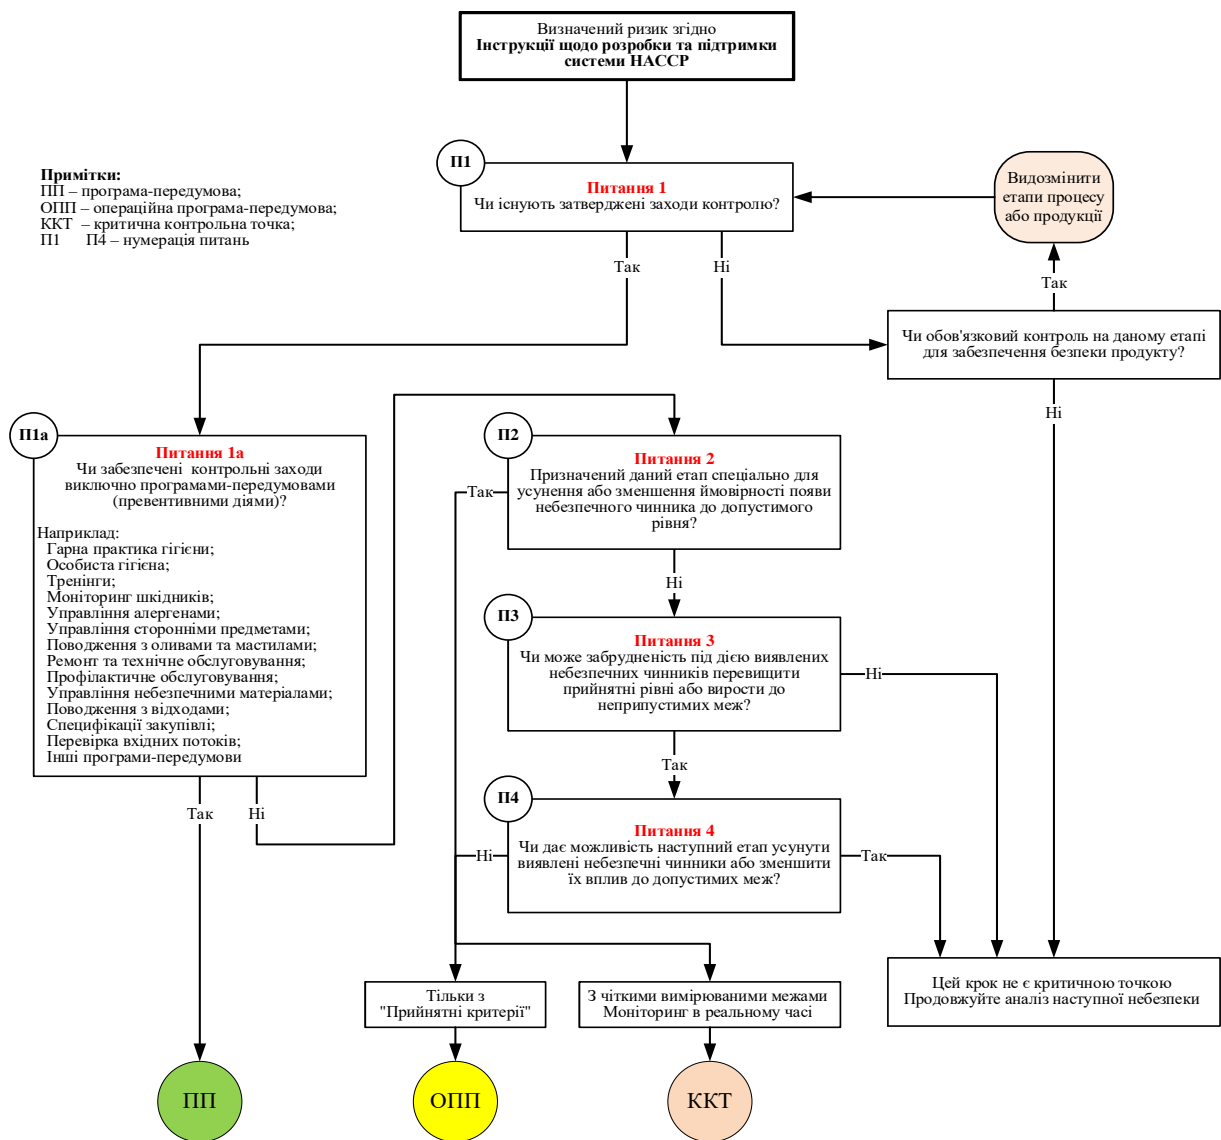 Визначений ризик згідно
Інструкції щодо розробки та підтримки
системи НАССР
Примітки:
ПП – програма-передумова;
ОПП – операційна програма-передумова;
ККТ – критична контрольна точка;
П1 П4 – нумерація питань
П1
Питання 1
Чи існують затверджені заходи контролю?
Видозмінити
етапи процесу
або продукції
Так
Ні
Так
Чи обов'язковий контроль на даному етапі
для забезпечення безпеки продукту?
Ні
П1а
Питання 1а
Чи забезпечені контрольні заходи
виключно програмами-передумовами
(превентивними діями)?
Наприклад:
Гарна практика гігієни;
Особиста гігієна;
Тренінги;
Моніторинг шкідників;
Управління алергенами;
Управління сторонніми предметами;
Поводження з оливами та мастилами;
Ремонт та технічне обслуговування;
Профілактичне обслуговування;
Управління небезпечними матеріалами;
Поводження з відходами;
Специфікації закупівлі;
Перевірка вхідних потоків;
Інші програми-передумови
Так
Ні
П2
Питання 2
Призначений даний етап спеціально для
усунення або зменшення ймовірності появи
небезпечного чинника до допустимого
рівня?
Так
Ні
П3
Питання 3
Чи може забрудненість під дією виявлених
небезпечних чинників перевищити
прийнятні рівні або вирости до
неприпустимих меж?
Ні
Так
П4
Питання 4
Чи дає можливість наступний етап усунути
виявлені небезпечні чинники або зменшити
їх вплив до допустимих меж?
Ні
Так
Тільки з
"Прийнятні критерії"
З чіткими вимірюваними межами
Моніторинг в реальному часі
Цей крок не є критичною точкою
Продовжуйте аналіз наступної небезпеки
ПП
ОПП
ККТ